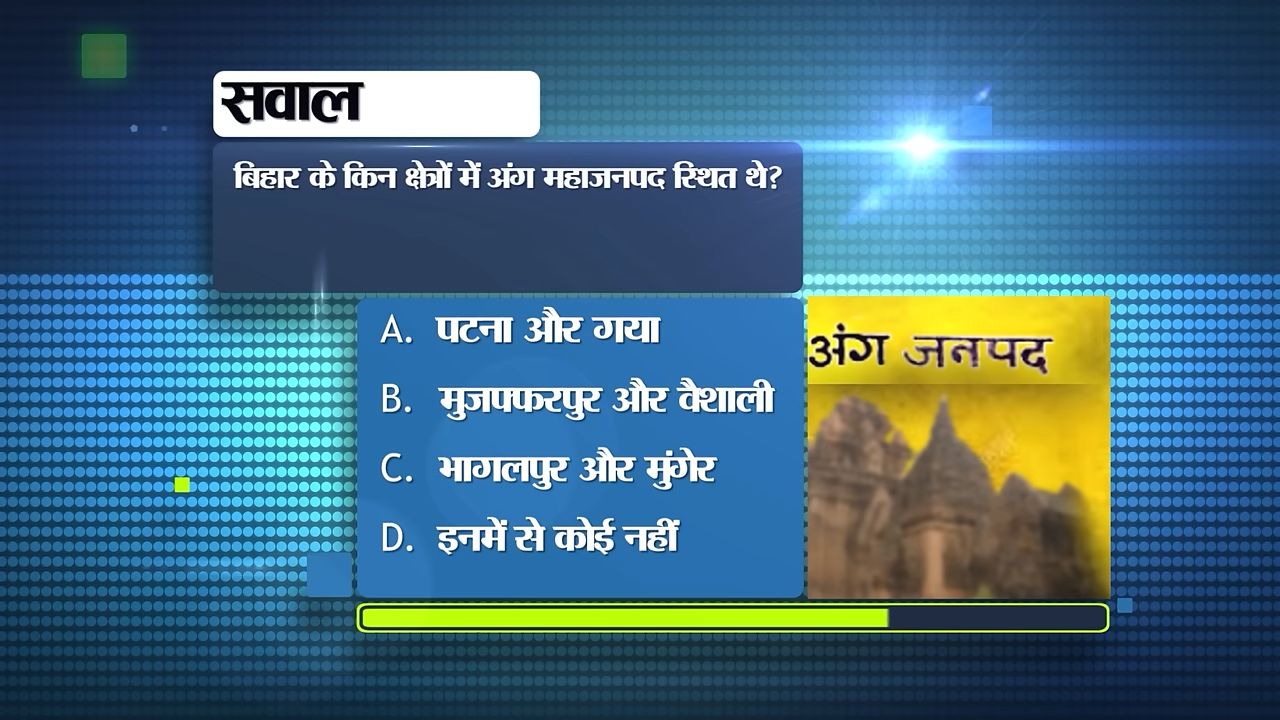 सवाल
बिहार के किन क्षेत्रों में अंग महाजनपद स्थित थे?
A. पटना और गया
B. मुजफ्फरपुर और वैशाली
C. भागलपुर और मुंगेर
D. इनमें से कोई नहीं
अंग जनपद